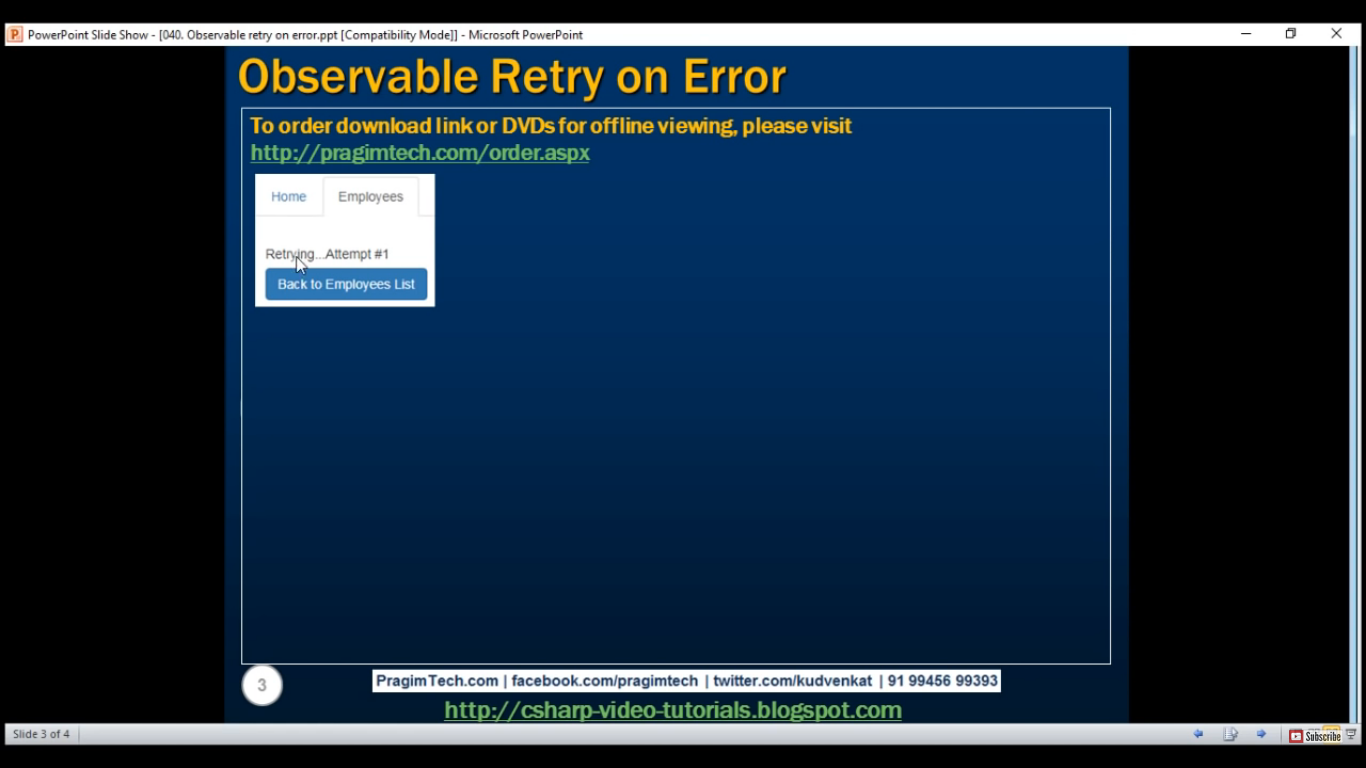 PowerPoint Slide Show - [040. Observable retry on error.ppt [Compatibility Mode]] - Microsoft PowerPoint
Observable Retry on Error
To order download link or DVDs for offline viewing, please visit
http://pragimtech.com/order.aspx
Home Employees
Retrying...Attempt #1
Back to Employees List
3
PragimTech.com | facebook.com/pragimtech | twitter.com/kudvenkat | 91 99456 99393
http://csharp-video-tutorials.blogspot.com
Slide 3 of 4
Subscribe